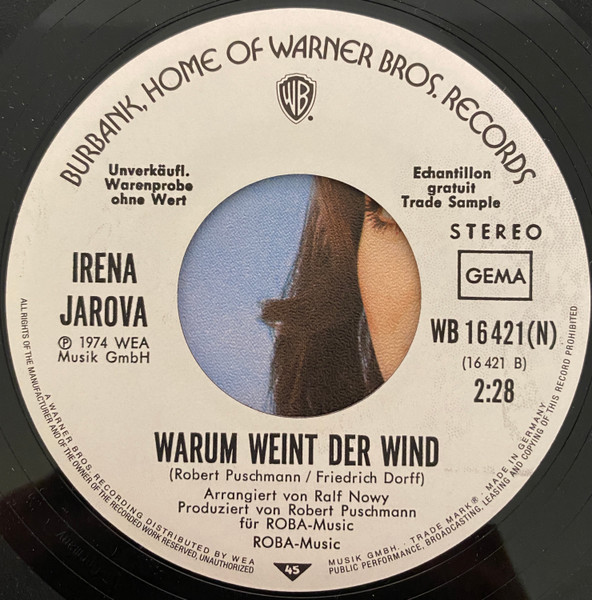 BURBANK, HOME OF WARNER BROS. RECORDS
WB
Unverkäufl.
Warenprobe
ohne Wert
Echantillon
gratuit
Trade Sample
STEREO
GEMA
IRENA
JAROVA
℗ 1974 WEA
Musik GmbH
WB 16 421(N)
(16 421 B)
2:28
WARUM WEINT DER WIND
(Robert Puschmann / Friedrich Dorff)
Arrangiert von Ralf Nowy
Produziert von Robert Puschmann
für ROBA-Music
ROBA-Music
45
A WARNER BROS. RECORDING DISTRIBUTED BY WEA MUSIK GMBH. · TRADE MARK® · MADE IN GERMANY
ALL RIGHTS OF THE MANUFACTURER AND OF THE OWNER OF THE RECORDED WORK RESERVED. UNAUTHORIZED PUBLIC PERFORMANCE, BROADCASTING, LEASING AND COPYING OF THIS RECORD PROHIBITED